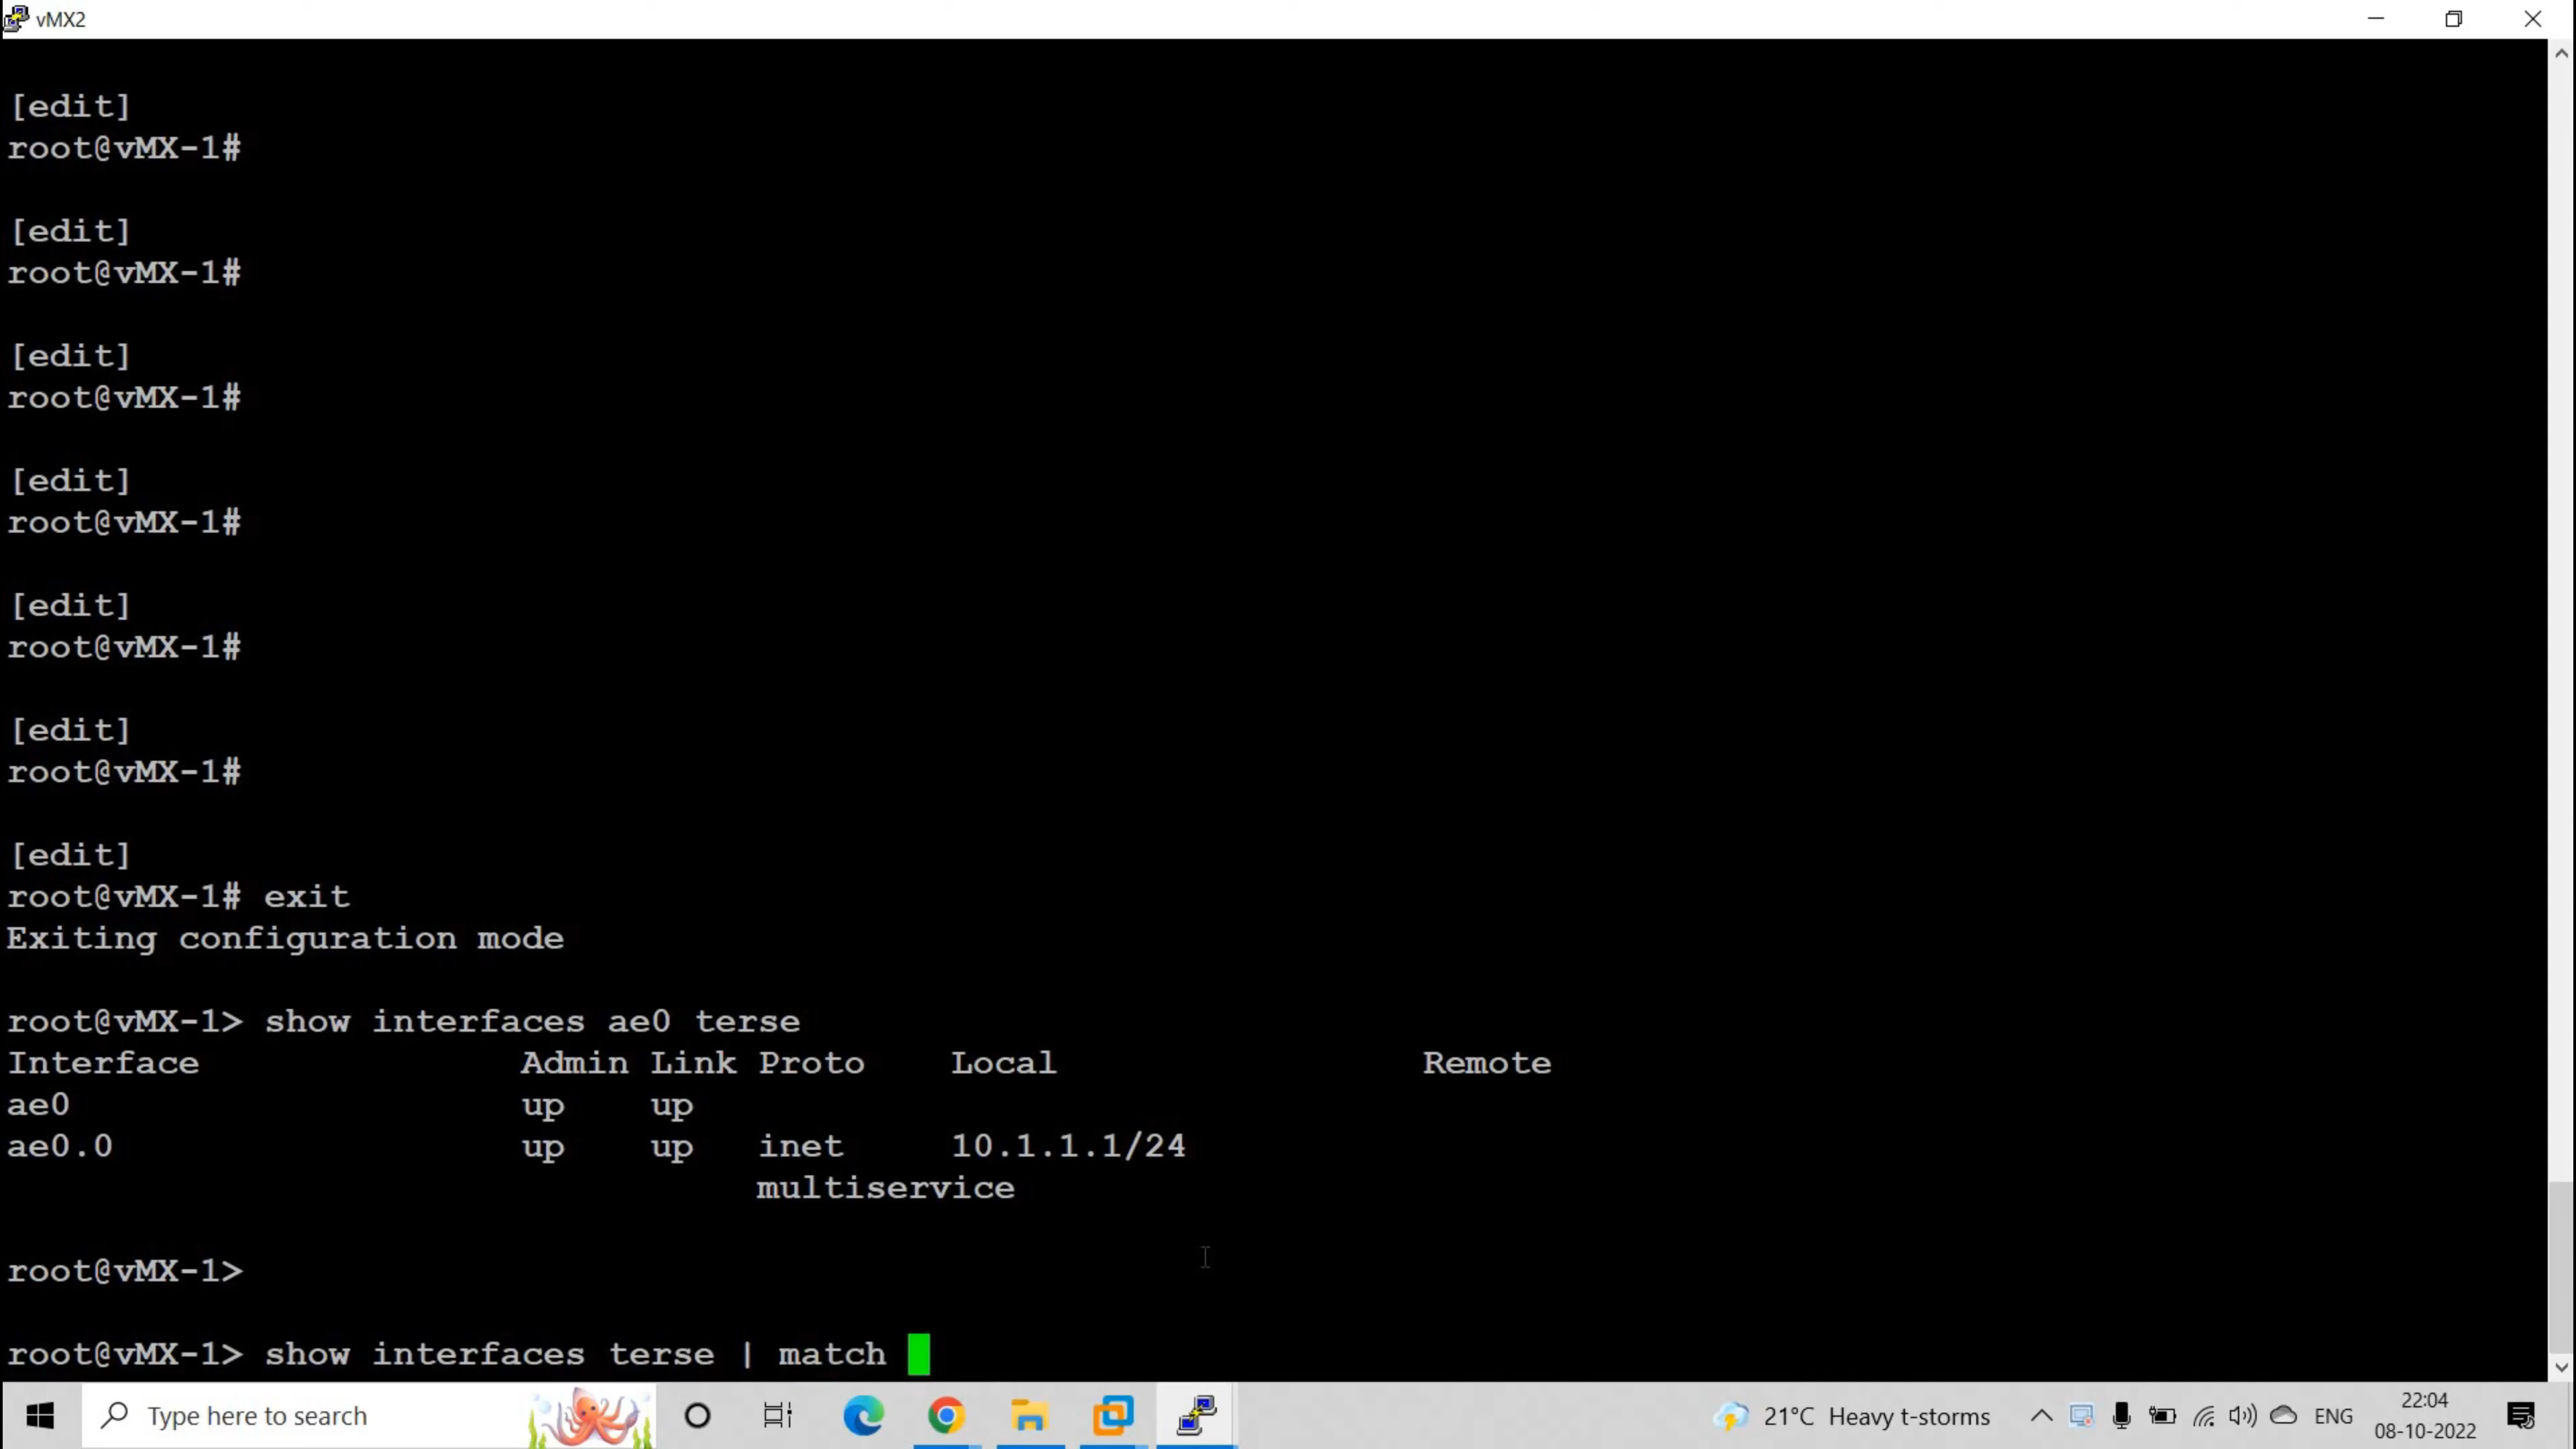 vMX2
[edit]
root@vMX-1#
[edit]
root@vMX-1#
[edit]
root@vMX-1#
[edit]
root@vMX-1#
[edit]
root@vMX-1#
[edit]
root@vMX-1#
[edit]
root@vMX-1# exit
Exiting configuration mode
root@vMX-1> show interfaces ae0 terse
Interface Admin Link Proto Local Remote
ae0 up up
ae0.0 up up inet 10.1.1.1/24
multiservice
root@vMX-1>
root@vMX-1> show interfaces terse | match
Type here to search
21°C Heavy t-storms
ENG
22:04
08-10-2022